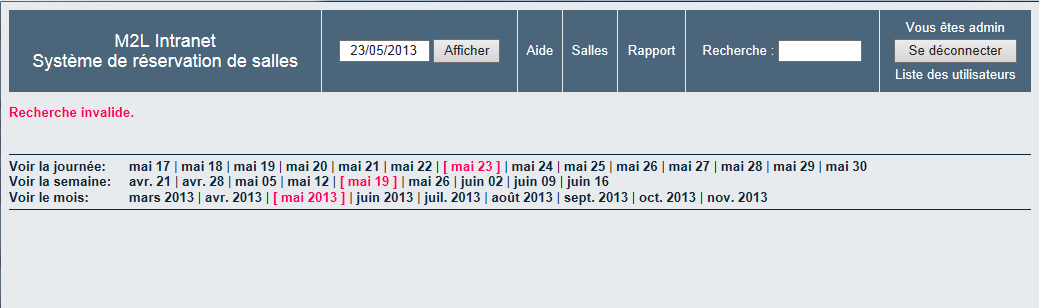 M2L Intranet
Système de réservation de salles
23/05/2013 Afficher
Aide
Salles
Rapport
Recherche :
Vous êtes admin
Se déconnecter
Liste des utilisateurs
Recherche invalide.
Voir la journée: mai 17 | mai 18 | mai 19 | mai 20 | mai 21 | mai 22 | [ mai 23 ] | mai 24 | mai 25 | mai 26 | mai 27 | mai 28 | mai 29 | mai 30
Voir la semaine: avr. 21 | avr. 28 | mai 05 | mai 12 | [ mai 19 ] | mai 26 | juin 02 | juin 09 | juin 16
Voir le mois: mars 2013 | avr. 2013 | [ mai 2013 ] | juin 2013 | juil. 2013 | août 2013 | sept. 2013 | oct. 2013 | nov. 2013